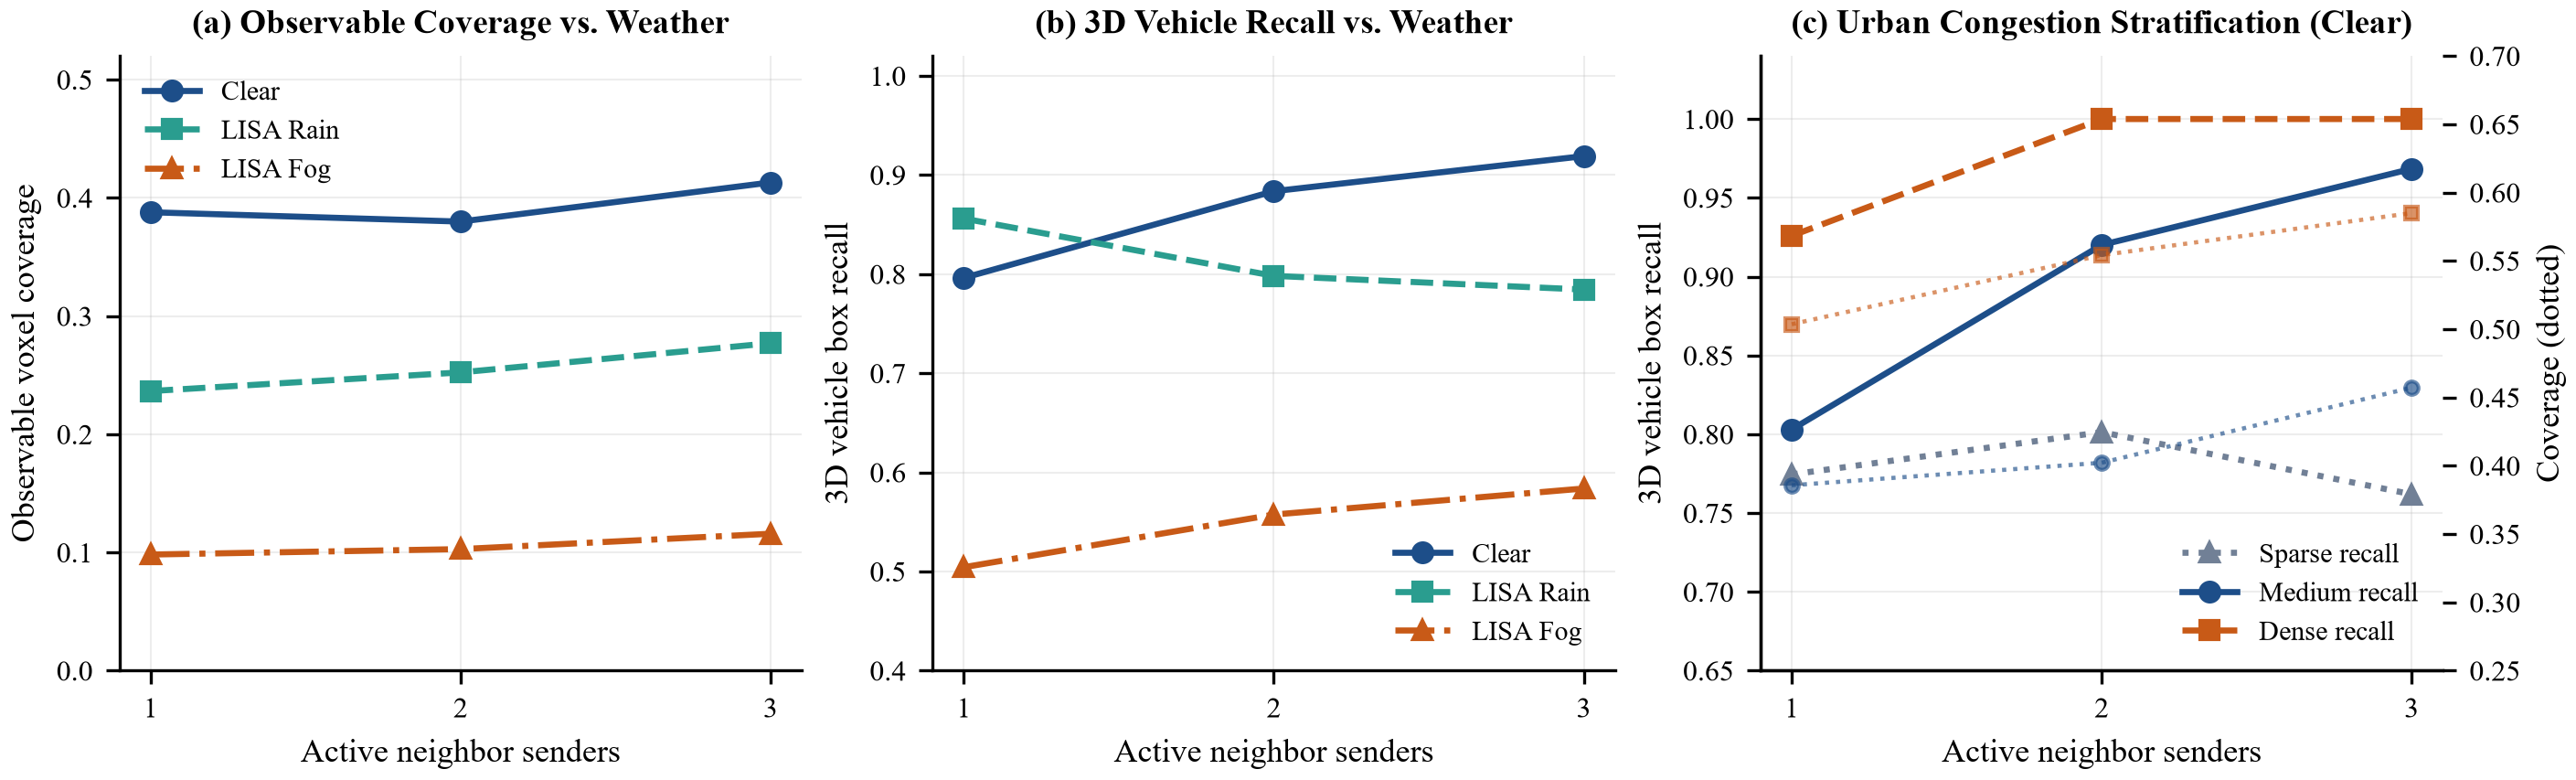 (a) Observable Coverage vs. Weather
Observable voxel coverage
0.5
0.4
0.3
0.2
0.1
0.0
Clear
LISA Rain
LISA Fog
1
2
3
Active neighbor senders
(b) 3D Vehicle Recall vs. Weather
3D vehicle box recall
1.0
0.9
0.8
0.7
0.6
0.5
0.4
Clear
LISA Rain
LISA Fog
1
2
3
Active neighbor senders
(c) Urban Congestion Stratification (Clear)
3D vehicle box recall
1.00
0.95
0.90
0.85
0.80
0.75
0.70
0.65
Sparse recall
Medium recall
Dense recall
0.70
0.65
0.60
0.55
0.50
0.45
0.40
0.35
0.30
0.25
Coverage (dotted)
1
2
3
Active neighbor senders